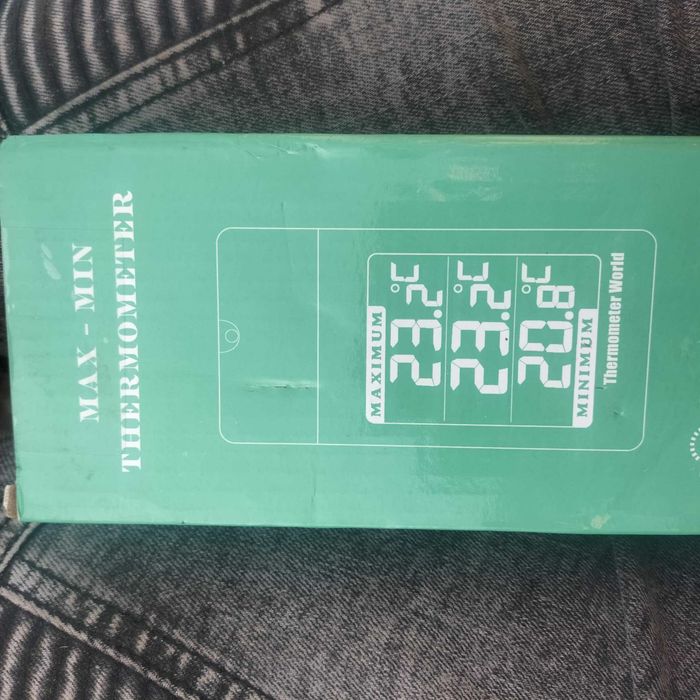 MAX - MIN
THERMOMETER
MAXIMUM
23.2°C
23.2°C
20.8°C
MINIMUM
Thermometer World